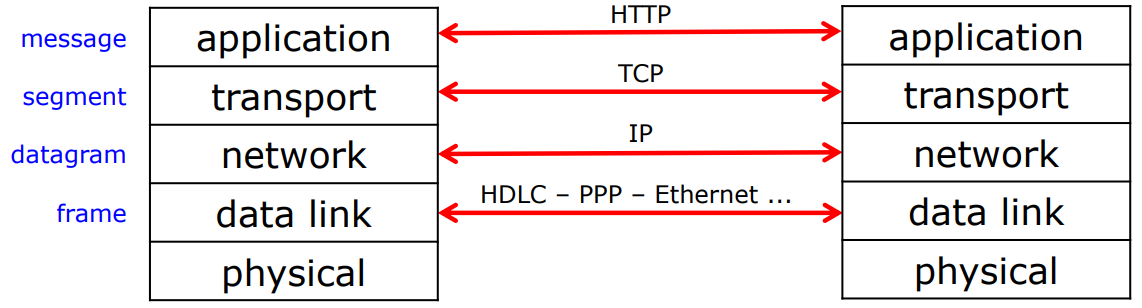 message application HTTP application
segment transport TCP transport
datagram network IP network
frame data link HDLC – PPP – Ethernet ... data link
physical physical